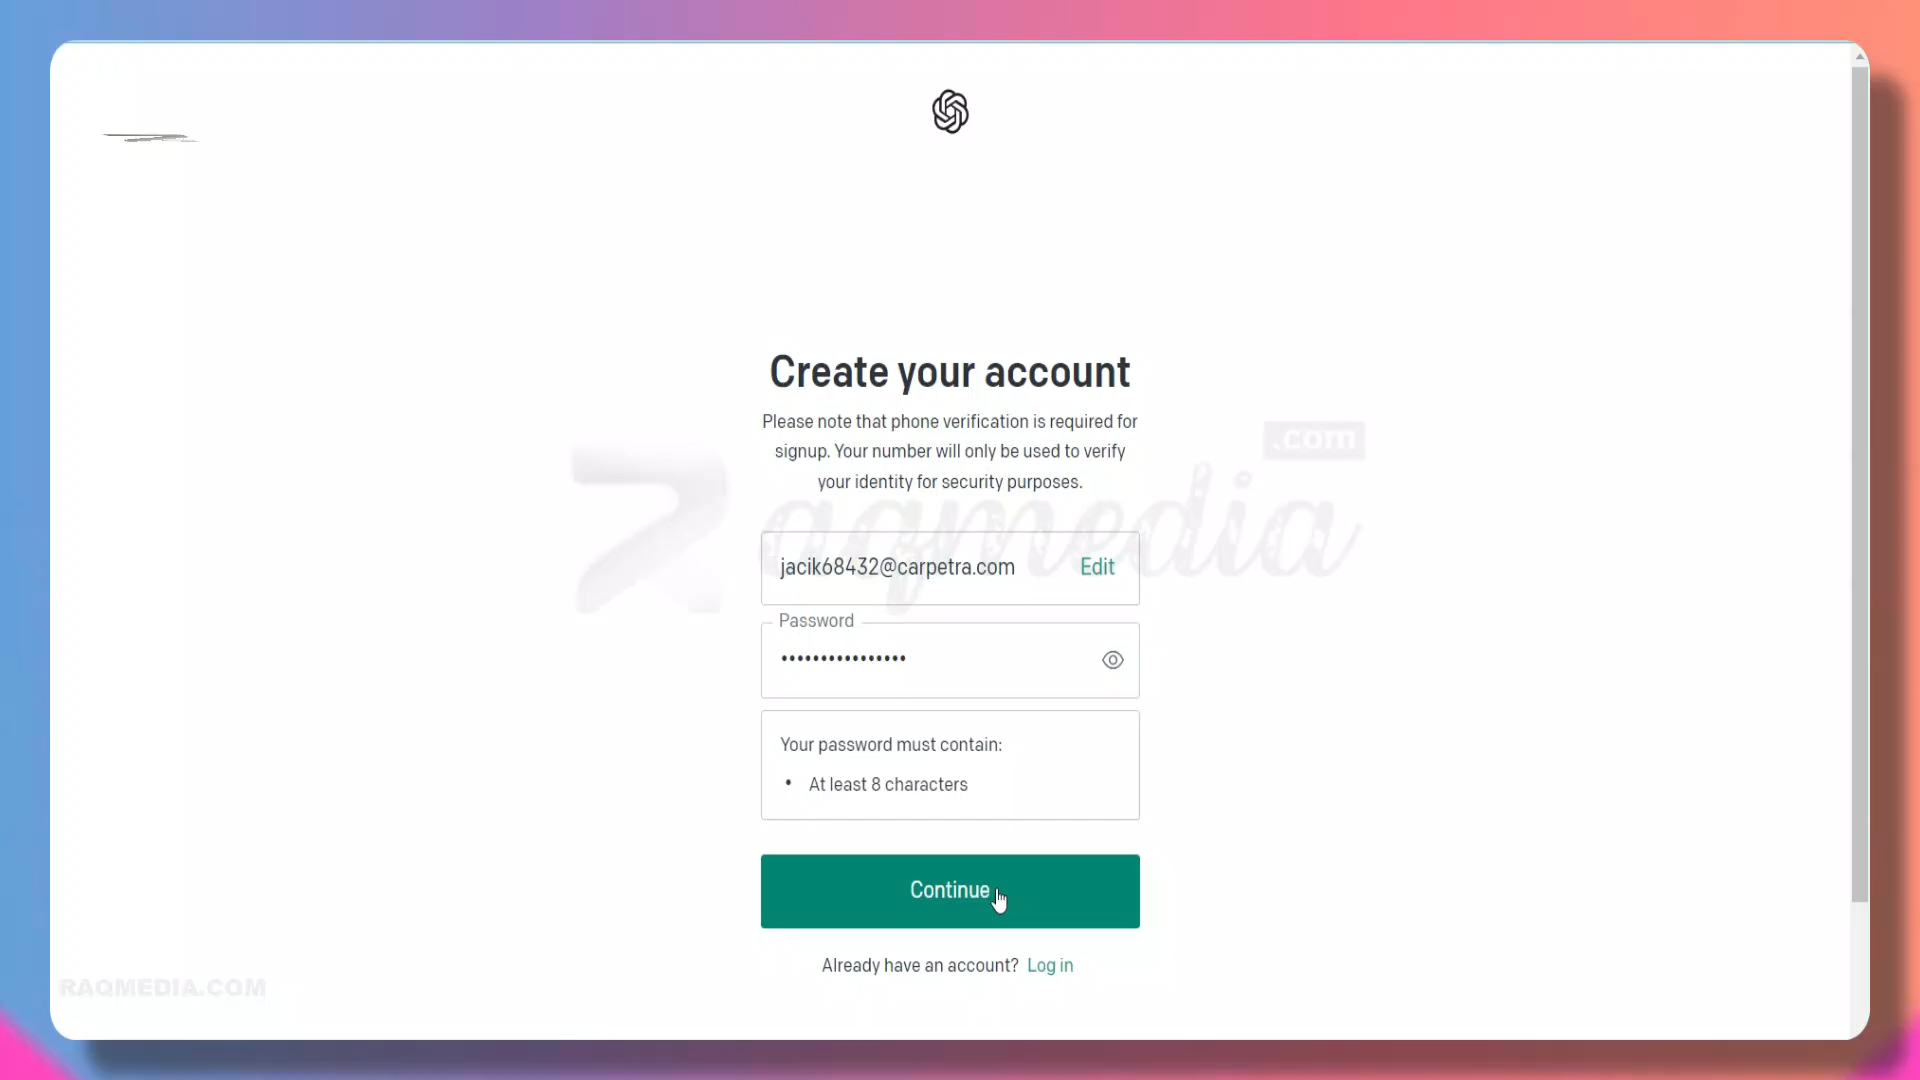 Create your account
Please note that phone verification is required for
signup. Your number will only be used to verify
your identity for security purposes.
.com
aqmedia
jacik68432@carpetra.com Edit
Password
••••••••••••••••
Your password must contain:
• At least 8 characters
Continue
Already have an account? Log in
RAQMEDIA.COM